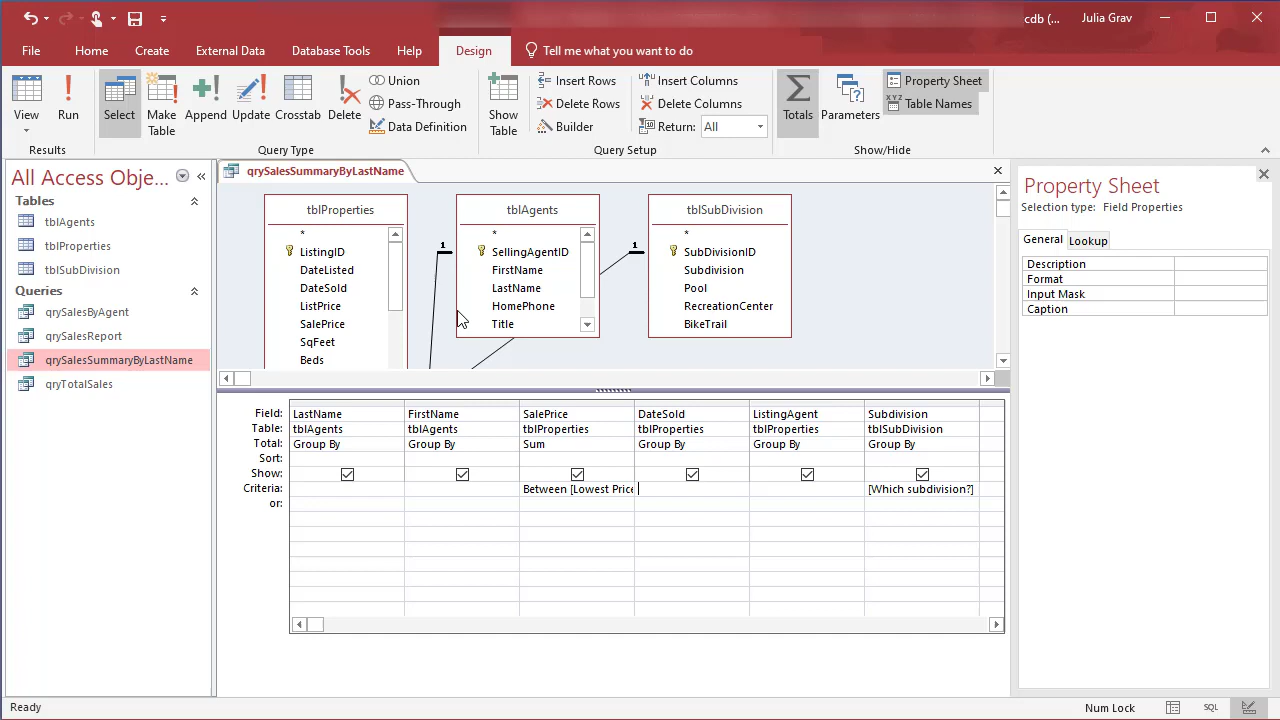 cdb (...
Julia Grav
File
Home
Create
External Data
Database Tools
Help
Design
Tell me what you want to do
View
Run
Results
Select
Make
Table
Append
Update
Crosstab
Delete
Union
Pass-Through
Data Definition
Query Type
Show
Table
Insert Rows
Delete Rows
Builder
Insert Columns
Delete Columns
Return: All
Query Setup
Totals
Parameters
Property Sheet
XYZ Table Names
Show/Hide
All Access Obje...
Tables
tblAgents
tblProperties
tblSubDivision
Queries
qrySalesByAgent
qrySalesReport
qrySalesSummaryByLastName
qryTotalSales
qrySalesSummaryByLastName
tblProperties
*
ListingID
DateListed
DateSold
ListPrice
SalePrice
SqFeet
Beds
1
tblAgents
*
SellingAgentID
FirstName
LastName
HomePhone
Title
1
tblSubDivision
*
SubDivisionID
Subdivision
Pool
RecreationCenter
BikeTrail
Field: LastName FirstName SalePrice DateSold ListingAgent Subdivision
Table: tblAgents tblAgents tblProperties tblProperties tblProperties tblSubDivision
Total: Group By Group By Sum Group By Group By Group By
Sort:
Show:
Criteria: Between [Lowest Price [Which subdivision?]
or:
Property Sheet
Selection type: Field Properties
General Lookup
Description
Format
Input Mask
Caption
Ready
Num Lock
SQL